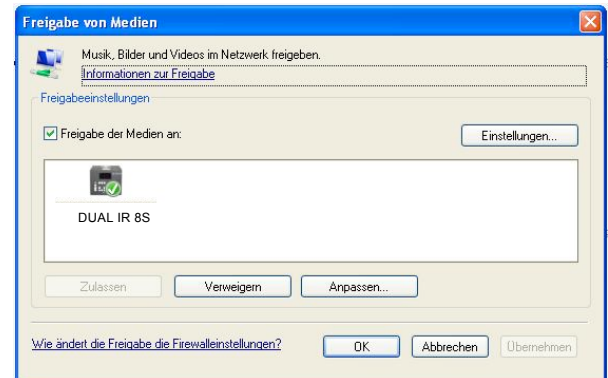 Freigabe von Medien
Musik, Bilder und Videos im Netzwerk freigeben.
Informationen zur Freigabe
Freigabeeinstellungen
Freigabe der Medien an:
Einstellungen...
DUAL IR 8S
Zulassen
Verweigern
Anpassen...
Wie ändert die Freigabe die Firewalleinstellungen?
OK
Abbrechen
Übernehmen